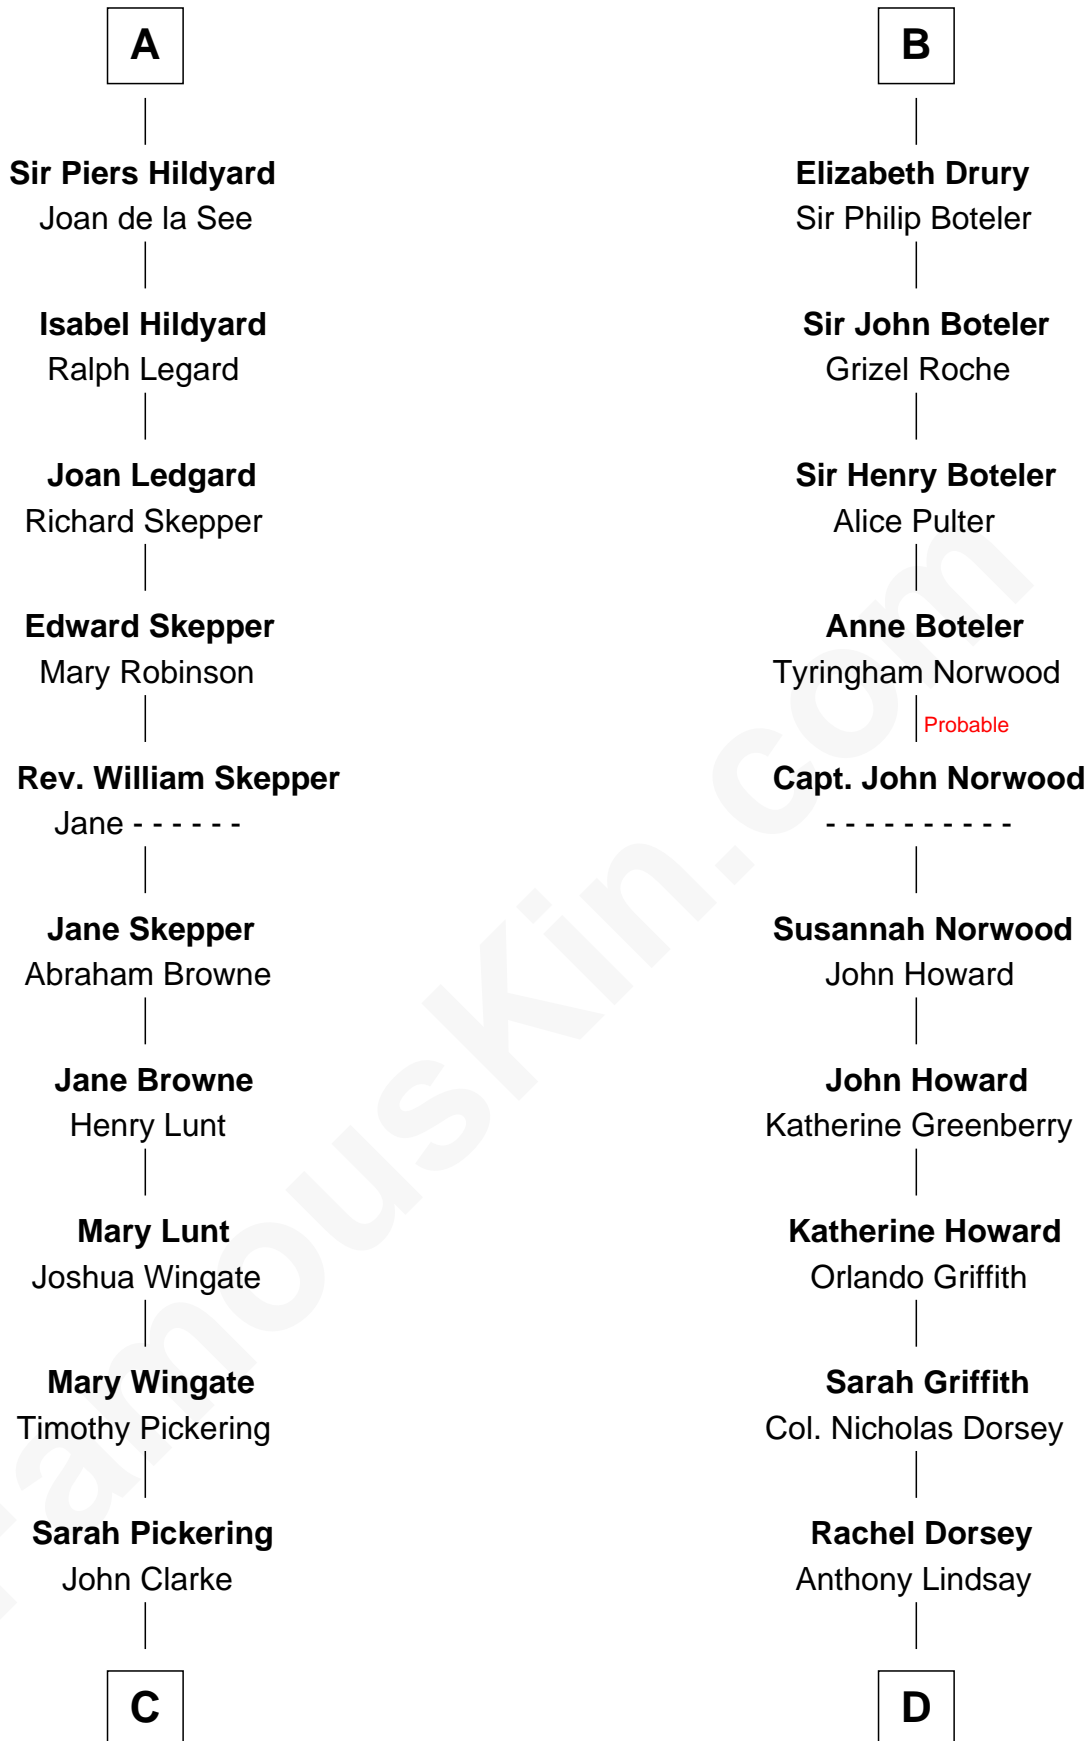 A
Sir Piers Hildyard
Joan de la See
Isabel Hildyard
Ralph Legard
Joan Ledgard
Richard Skepper
Edward Skepper
Mary Robinson
Rev. William Skepper
Jane - - - - - -
Jane Skepper
Abraham Browne
Jane Browne
Henry Lunt
Mary Lunt
Joshua Wingate
Mary Wingate
Timothy Pickering
Sarah Pickering
John Clarke
C
B
Elizabeth Drury
Sir Philip Boteler
Sir John Boteler
Grizel Roche
Sir Henry Boteler
Alice Pulter
Anne Boteler
Tyringham Norwood
Probable
Capt. John Norwood
- - - - - - - - - -
Susannah Norwood
John Howard
John Howard
Katherine Greenberry
Katherine Howard
Orlando Griffith
Sarah Griffith
Col. Nicholas Dorsey
Rachel Dorsey
Anthony Lindsay
D
FamousKin.com